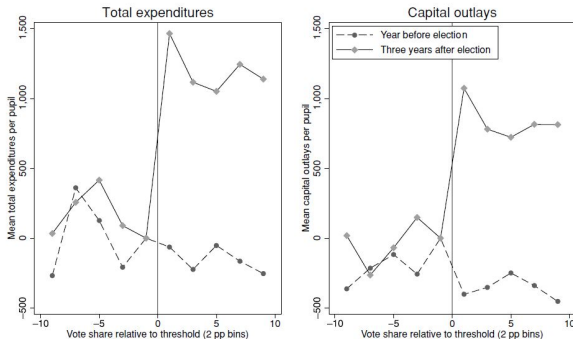 Total expenditures
Mean total expenditures per pupil
1,500
1,000
500
0
-500
-10
-5
0
5
10
Vote share relative to threshold (2 pp bins)
Capital outlays
Year before election
Three years after election
Mean capital outlays per pupil
1,500
1,000
500
0
-500
-10
-5
0
5
10
Vote share relative to threshold (2 pp bins)